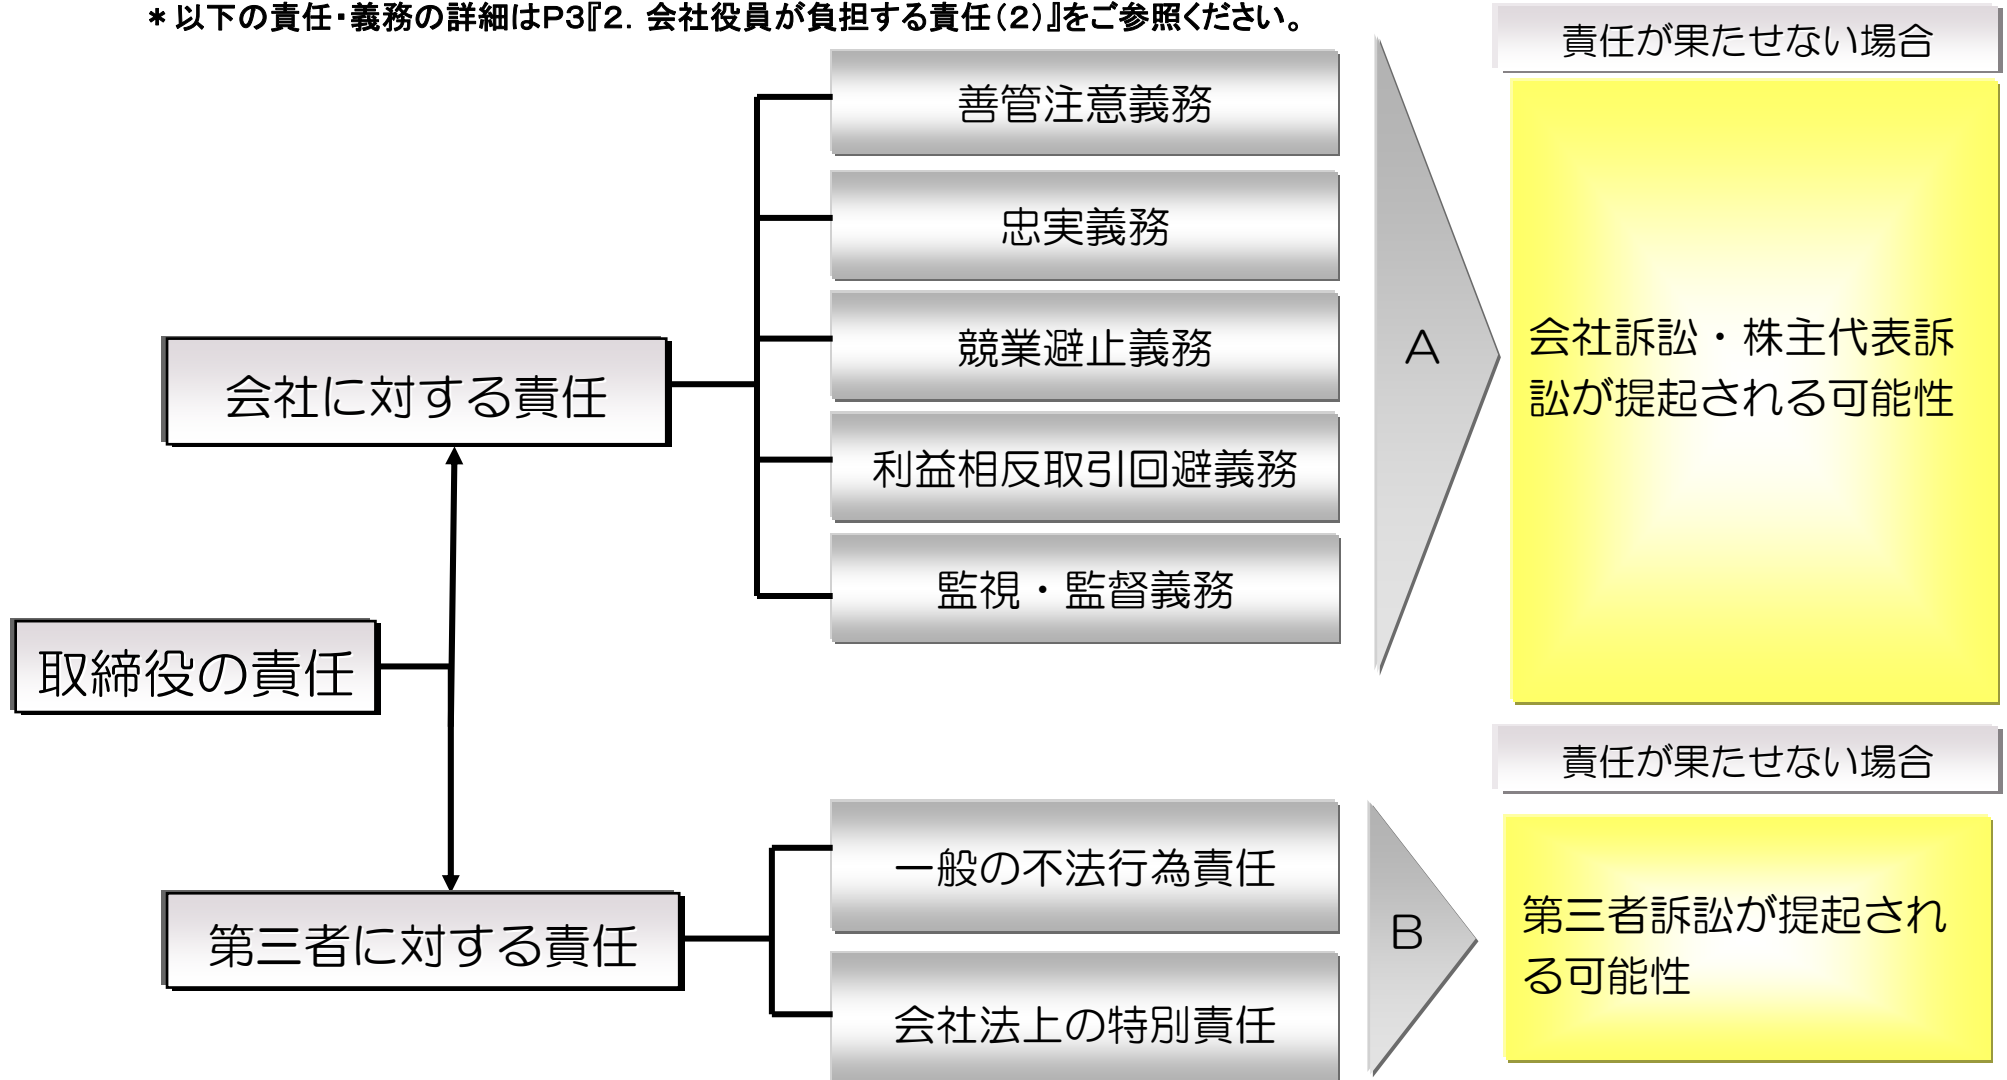 ＊以下の責任・義務の詳細はP3『2．会社役員が負担する責任（2）』をご参照ください。
責任が果たせない場合
善管注意義務
忠実義務
競業避止義務
利益相反取引回避義務
監視・監督義務
A
会社訴訟・株主代表訴
訟が提起される可能性
会社に対する責任
取締役の責任
責任が果たせない場合
第三者に対する責任
一般の不法行為責任
会社法上の特別責任
B
第三者訴訟が提起され
る可能性